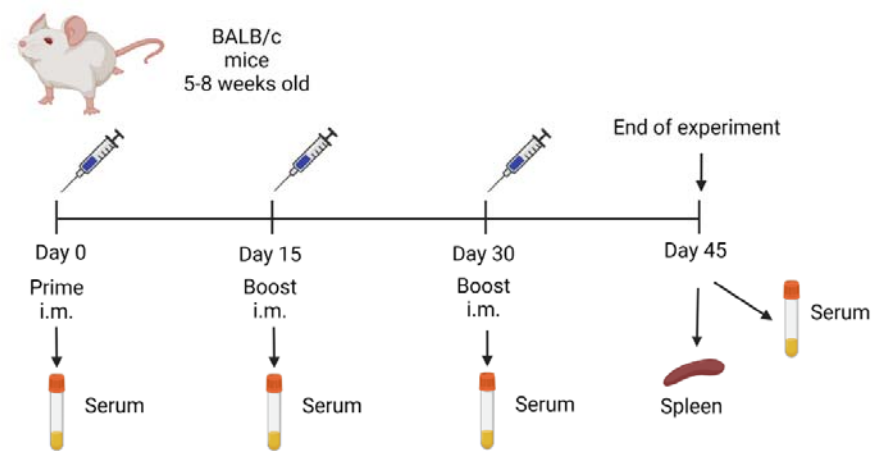 BALB/c
mice
5-8 weeks old
End of experiment
Day 0
Day 15
Day 30
Day 45
Prime
i.m.
Boost
i.m.
Boost
i.m.
Serum
Serum
Serum
Serum
Spleen